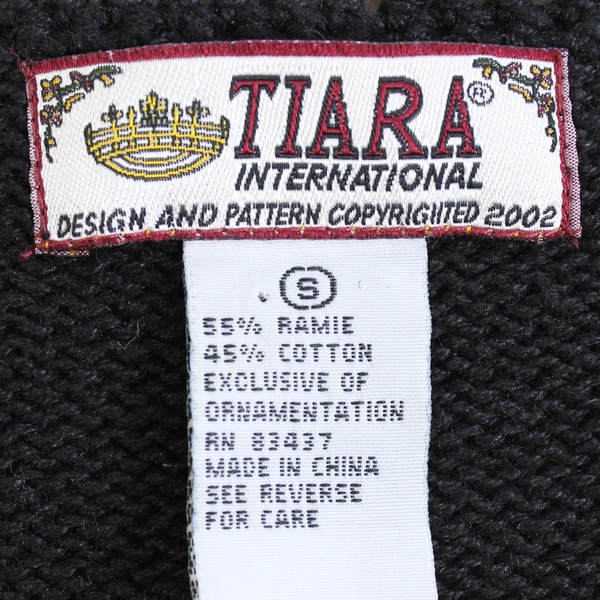 TIARA®
INTERNATIONAL
DESIGN AND PATTERN COPYRIGHTED 2002
S
55% RAMIE
45% COTTON
EXCLUSIVE OF
ORNAMENTATION
RN 83437
MADE IN CHINA
SEE REVERSE
FOR CARE